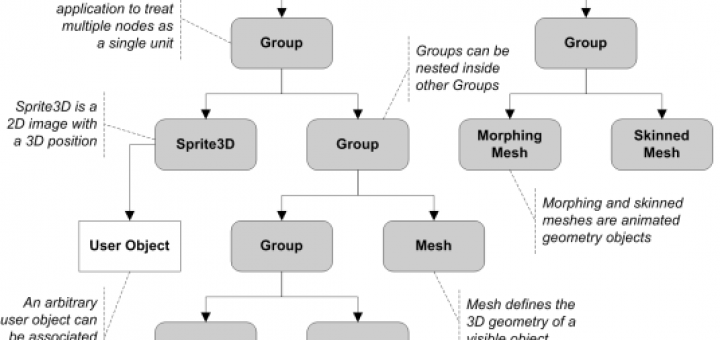 application to treat
multiple nodes as
a single unit
Group
Groups can be
nested inside
other Groups
Group
Sprite3D is a
2D image with
a 3D position
Sprite3D
Group
Morphing
Mesh
Skinned
Mesh
Morphing and skinned
meshes are animated
geometry objects
User Object
Group
Mesh
An arbitrary
user object can
be associated
Mesh defines the
3D geometry of a
visible object